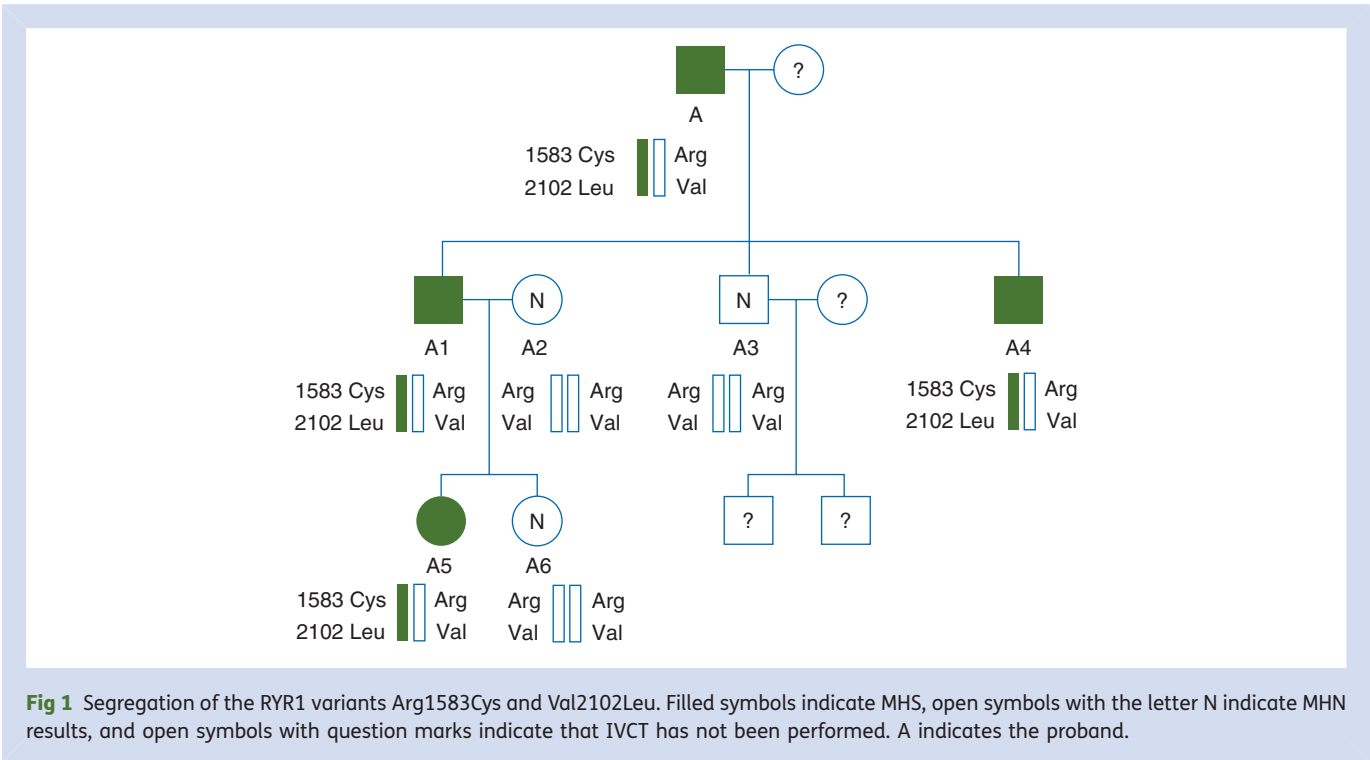 ?
A
1583 Cys Arg
2102 Leu Val
N N ?
A1 A2 A3 A4
1583 Cys Arg Arg Arg Arg Arg 1583 Cys Arg
2102 Leu Val Val Val Val Val 2102 Leu Val
N ? ?
A5 A6
1583 Cys Arg Arg Arg
2102 Leu Val Val Val
Fig 1 Segregation of the RYR1 variants Arg1583Cys and Val2102Leu. Filled symbols indicate MHS, open symbols with the letter N indicate MHN
results, and open symbols with question marks indicate that IVCT has not been performed. A indicates the proband.